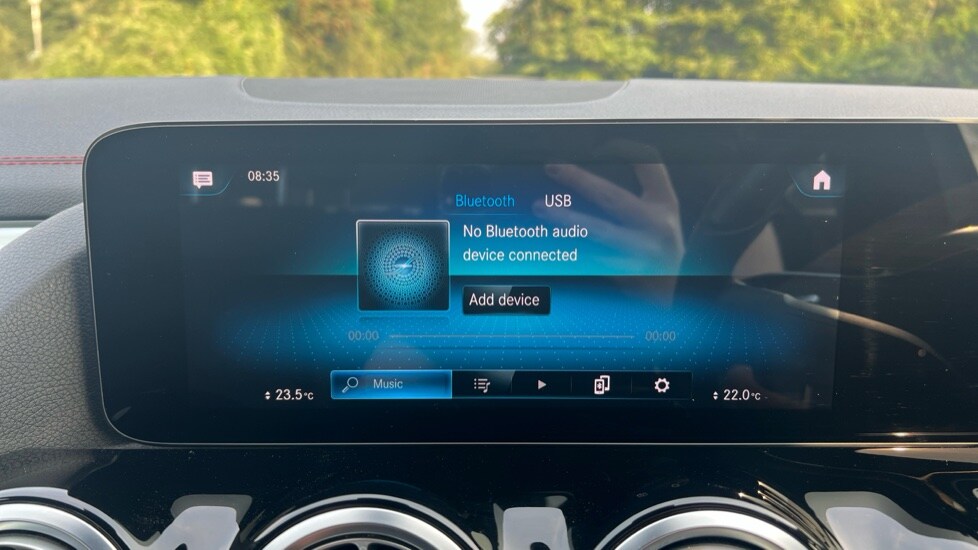 08:35
Bluetooth USB
No Bluetooth audio
device connected
Add device
00:00 00:00
Music
23.5°C 22.0°C